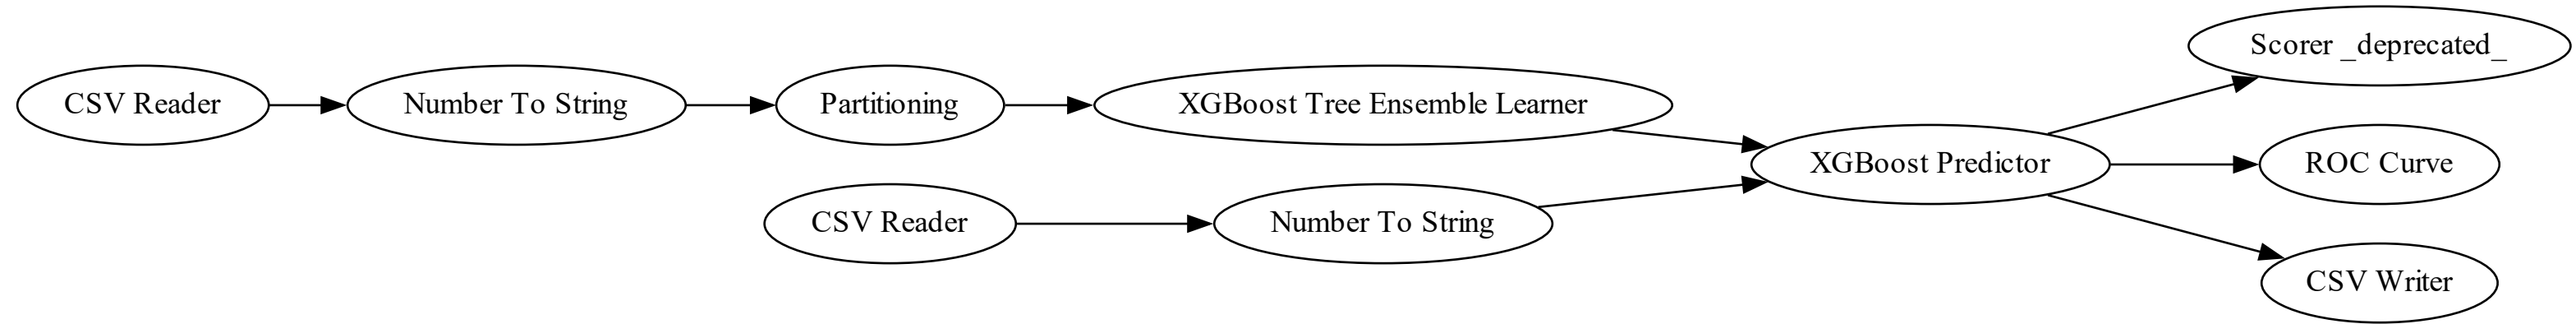 CSV Reader
Number To String
Partitioning
XGBoost Tree Ensemble Learner
CSV Reader
Number To String
XGBoost Predictor
Scorer _deprecated_
ROC Curve
CSV Writer